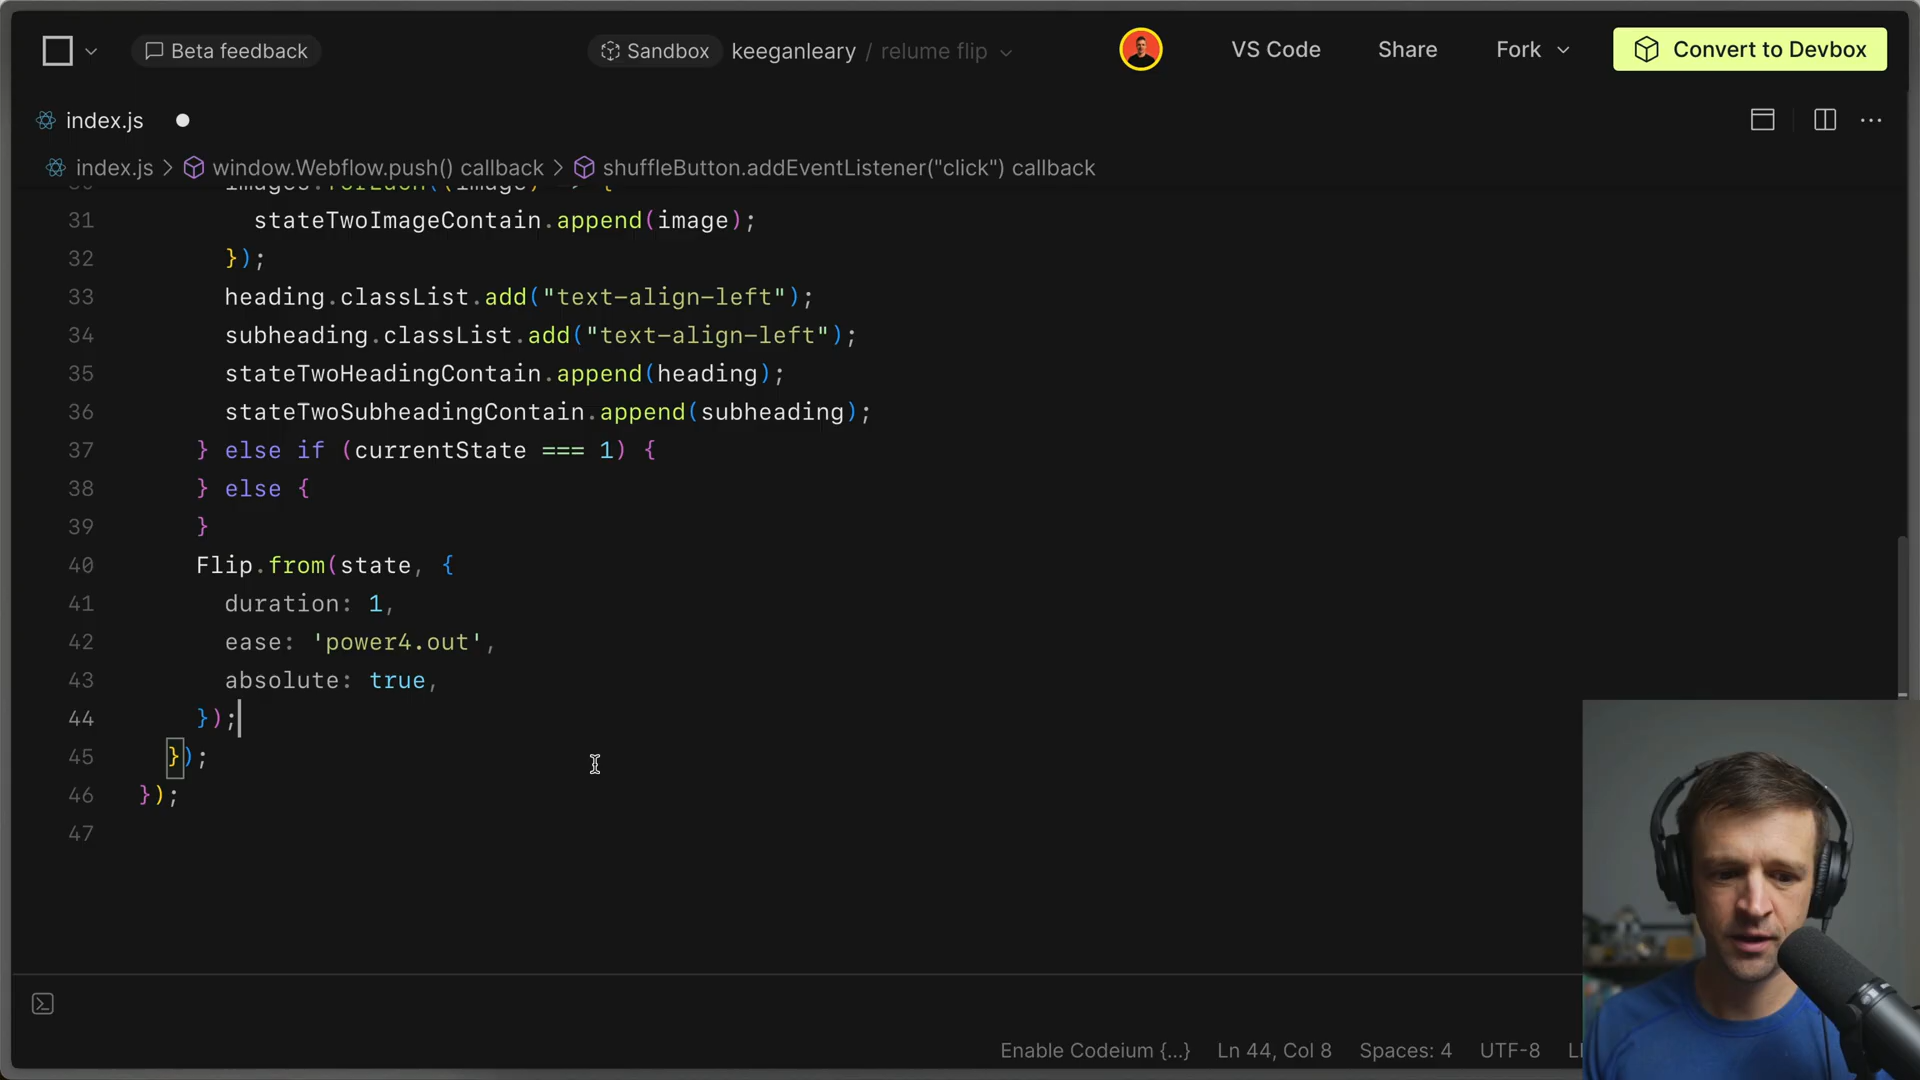 Beta feedback
Sandbox keeganleary / relume flip
VS Code
Share
Fork
Convert to Devbox
index.js
index.js > window.Webflow.push() callback > shuffleButton.addEventListener("click") callback
30 images.forEach((image) => {
31 stateTwoImageContain.append(image);
32 });
33 heading.classList.add("text-align-left");
34 subheading.classList.add("text-align-left");
35 stateTwoHeadingContain.append(heading);
36 stateTwoSubheadingContain.append(subheading);
37 } else if (currentState === 1) {
38 } else {
39 }
40 Flip.from(state, {
41 duration: 1,
42 ease: 'power4.out',
43 absolute: true,
44 });
45 });
46 });
47
Enable Codeium {...} Ln 44, Col 8 Spaces: 4 UTF-8